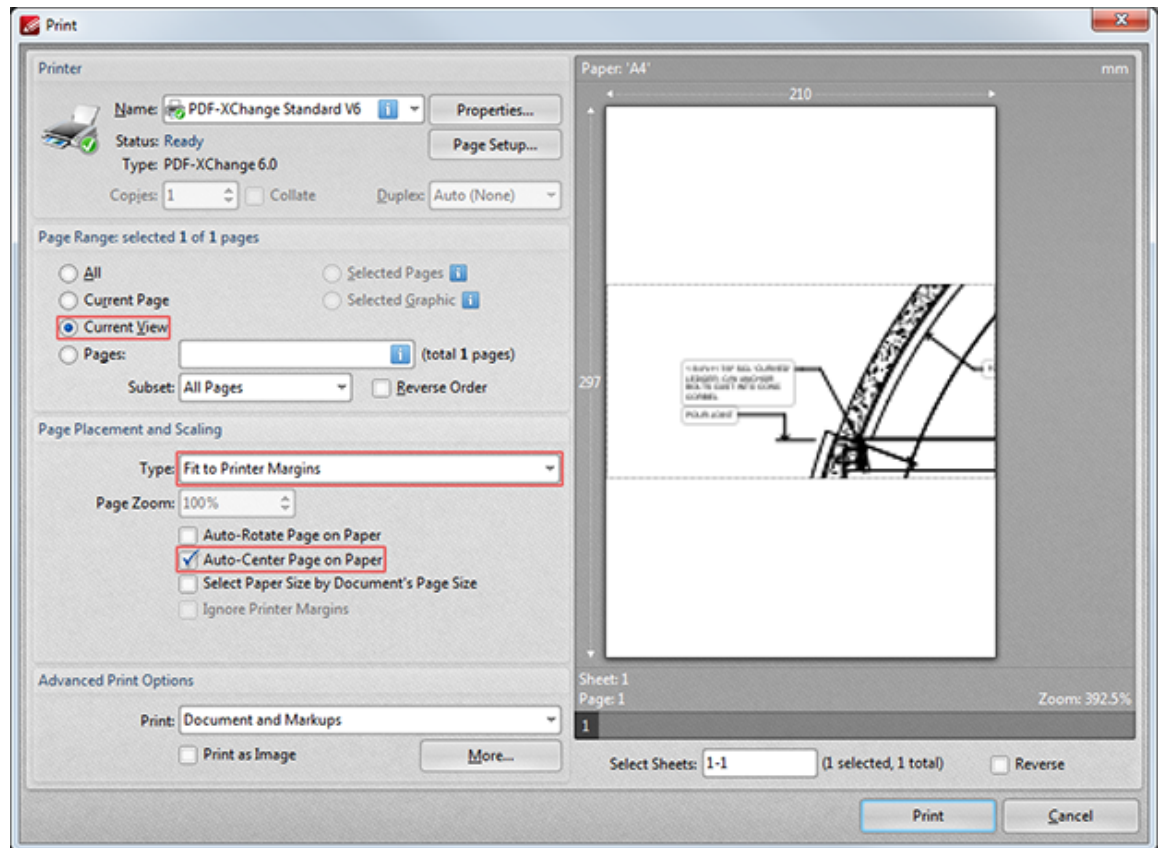 Print
Printer
Name: PDF-XChange Standard V6
Properties...
Status: Ready
Page Setup...
Type: PDF-XChange 6.0
Copies: 1
Collate
Duplex: Auto (None)
Page Range: selected 1 of 1 pages
All
Selected Pages
Current Page
Selected Graphic
Current View
Pages:
(total 1 pages)
Subset: All Pages
Reverse Order
Page Placement and Scaling
Type: Fit to Printer Margins
Page Zoom: 100%
Auto-Rotate Page on Paper
Auto-Center Page on Paper
Select Paper Size by Document's Page Size
Ignore Printer Margins
Advanced Print Options
Print: Document and Markups
Print as Image
More...
Paper: 'A4'
mm
210
297
POUR JOINT
Sheet: 1
Page: 1
Zoom: 392.5%
1
Select Sheets: 1-1
(1 selected, 1 total)
Reverse
Print
Cancel